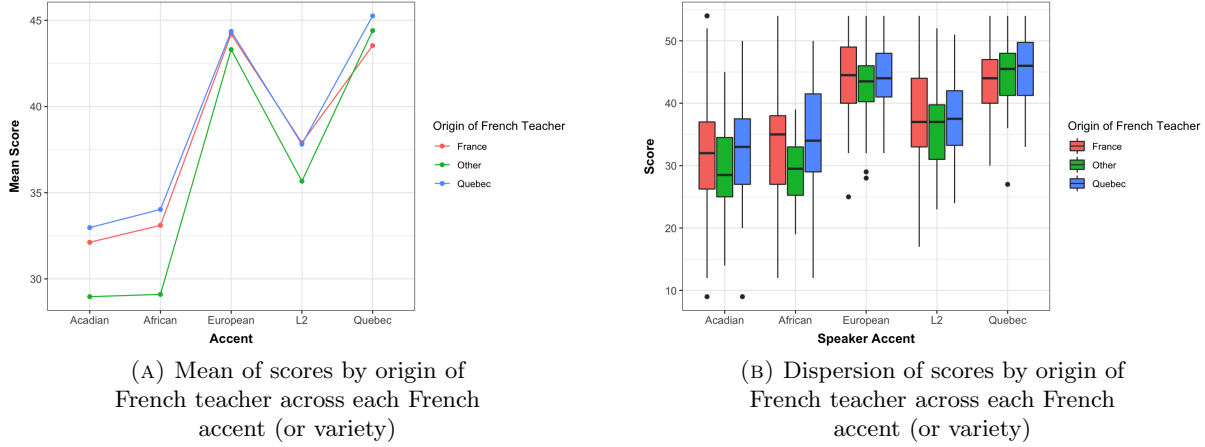 45
40
35
30
Mean Score
Acadian African European L2 Quebec
Accent
Origin of French Teacher
France
Other
Quebec
(A) Mean of scores by origin of
French teacher across each French
accent (or variety)
50
40
30
20
10
Score
Acadian African European L2 Quebec
Speaker Accent
Origin of French Teacher
France
Other
Quebec
(B) Dispersion of scores by origin of
French teacher across each French
accent (or variety)